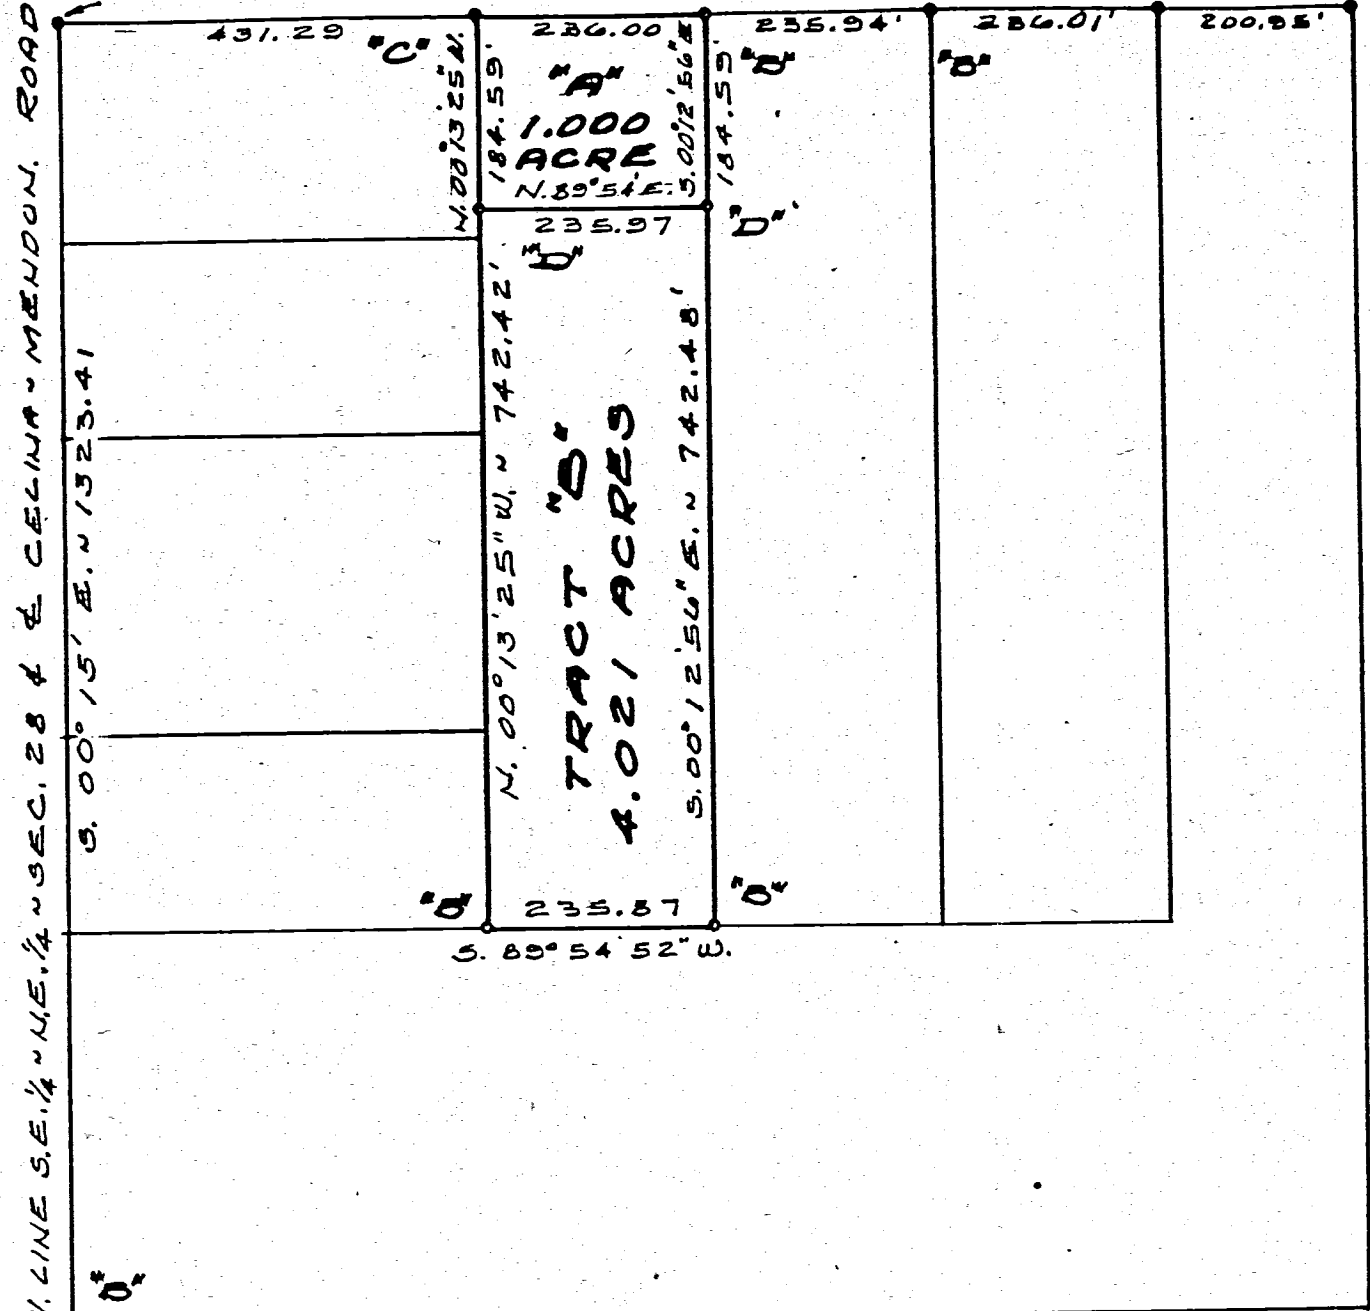 431.29
236.00
235.94'
236.01'
200.95'
"C"
"A"
1.000
ACRE
N. 89° 54' E.
N. 00° 13' 25" W.
184.59'
S. 00° 12' 56" E
184.59'
"B"
"B"
235.97
"D"
"D"
N. 00° 13' 25" W. ~ 742.42'
TRACT "B"
4.021 ACRES
S. 00° 12' 56" E. ~ 742.48'
S. 00° 15' E. ~ 1323.41
LINE S.E. 1/4 ~ N.E. 1/4 ~ SEC. 28 & ℄ CELINA ~ MENDON. ROAD
"B"
235.87
"B"
S. 89° 54' 52" W.
"B"